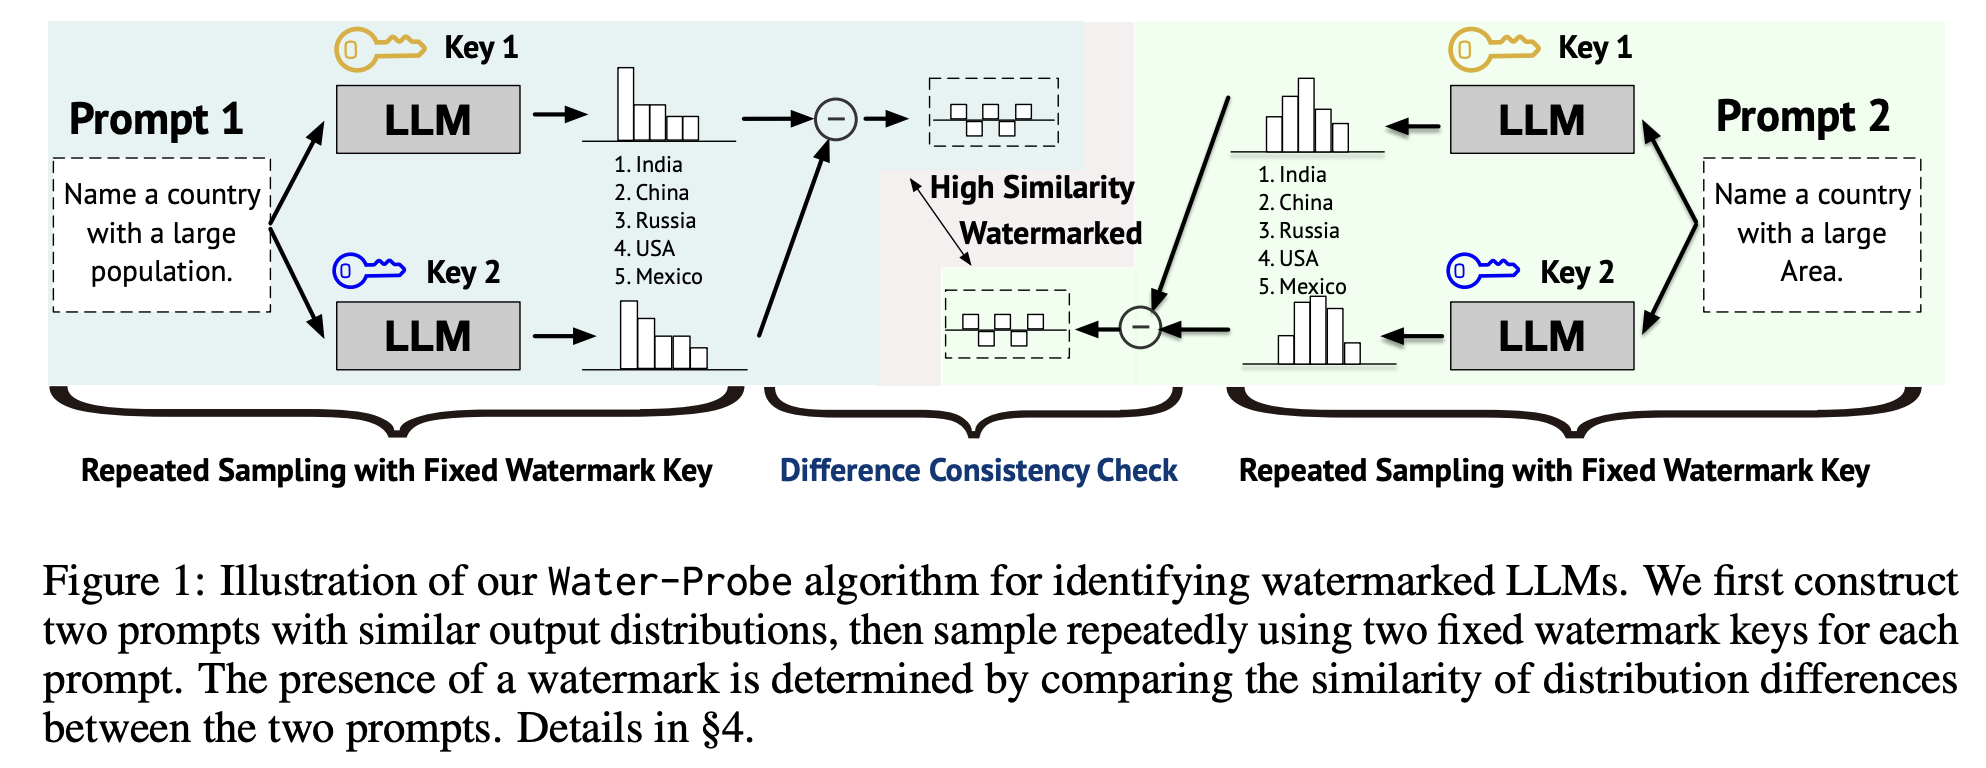 Prompt 1
Name a country
with a large
population.
Key 1
LLM
Key 2
LLM
1. India
2. China
3. Russia
4. USA
5. Mexico
−
High Similarity
Watermarked
−
1. India
2. China
3. Russia
4. USA
5. Mexico
Key 1
LLM
Key 2
LLM
Prompt 2
Name a country
with a large
Area.
Repeated Sampling with Fixed Watermark Key
Difference Consistency Check
Repeated Sampling with Fixed Watermark Key
Figure 1: Illustration of our Water-Probe algorithm for identifying watermarked LLMs. We first construct
two prompts with similar output distributions, then sample repeatedly using two fixed watermark keys for each
prompt. The presence of a watermark is determined by comparing the similarity of distribution differences
between the two prompts. Details in §4.